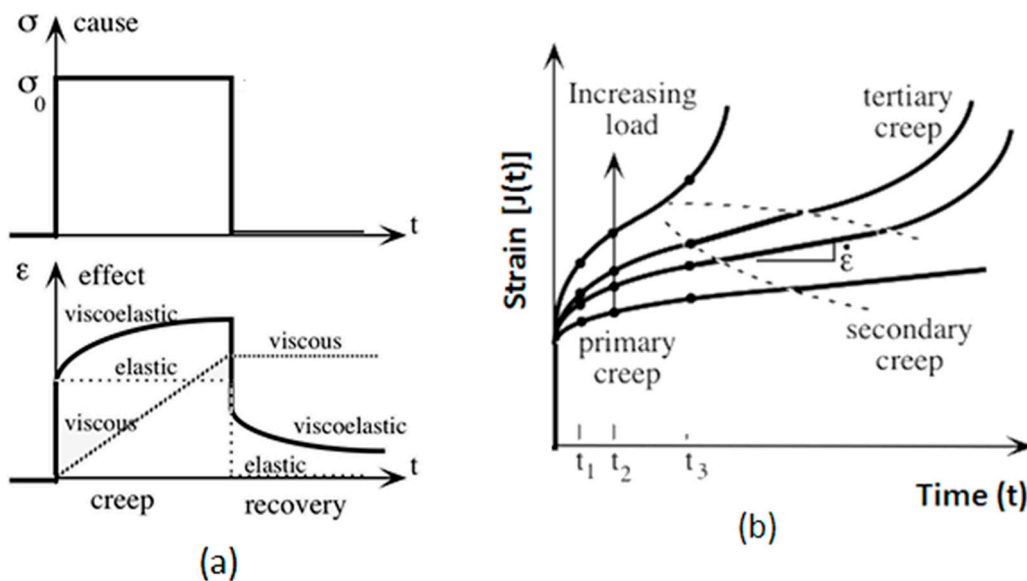 σ cause
σ
0
t
ε effect
viscoelastic
viscous
elastic
viscous
viscoelastic
elastic
t
creep recovery
(a)
Strain [J(t)]
Increasing
load
tertiary
creep
ε̇
primary
creep
secondary
creep
t1 t2 t3
Time (t)
(b)